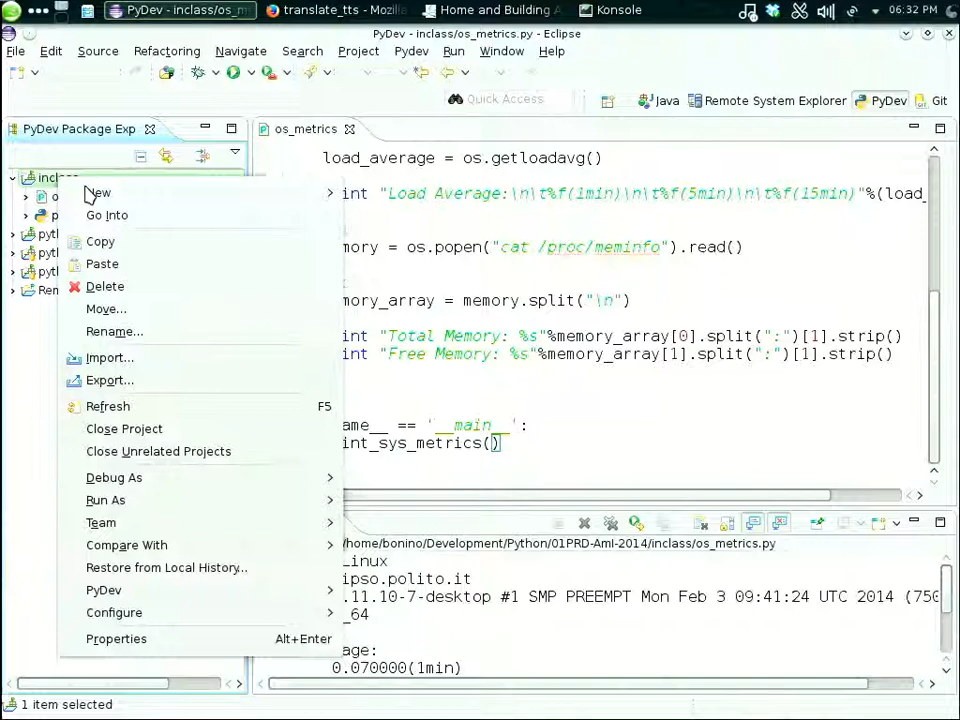 PyDev - inclass/os_m
translate_tts - Mozilla
Home and Building A
Konsole
06:32 PM
PyDev - inclass/os_metrics.py - Eclipse
File Edit Source Refactoring Navigate Search Project Pydev Run Window Help
Quick Access
Java
Remote System Explorer
PyDev
Git
PyDev Package Exp
os_metrics
inclass
o
p
pyth
pyth
pyth
Ren
New
Go Into
Copy
Paste
Delete
Move...
Rename...
Import...
Export...
Refresh F5
Close Project
Close Unrelated Projects
Debug As
Run As
Team
Compare With
Restore from Local History...
PyDev
Configure
Properties Alt+Enter
load_average = os.getloadavg()
int "Load Average:\n\t%f(1min)\n\t%f(5min)\n\t%f(15min)"%(load_
mory = os.popen("cat /proc/meminfo").read()
mory_array = memory.split("\n")
int "Total Memory: %s"%memory_array[0].split(":")[1].strip()
int "Free Memory: %s"%memory_array[1].split(":")[1].strip()
ame__ == '__main__':
int_sys_metrics()
/home/bonino/Development/Python/01PRD-AmI-2014/inclass/os_metrics.py
Linux
ipso.polito.it
.11.10-7-desktop #1 SMP PREEMPT Mon Feb 3 09:41:24 UTC 2014 (750
_64
age:
0.070000(1min)
1 item selected